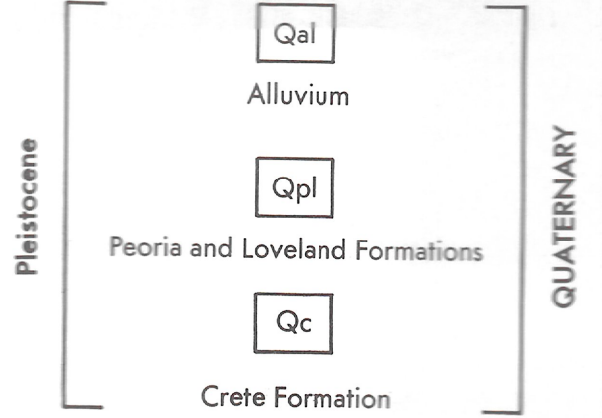 Qal
Alluvium
Qpl
Peoria and Loveland Formations
Qc
Crete Formation
Pleistocene
QUATERNARY